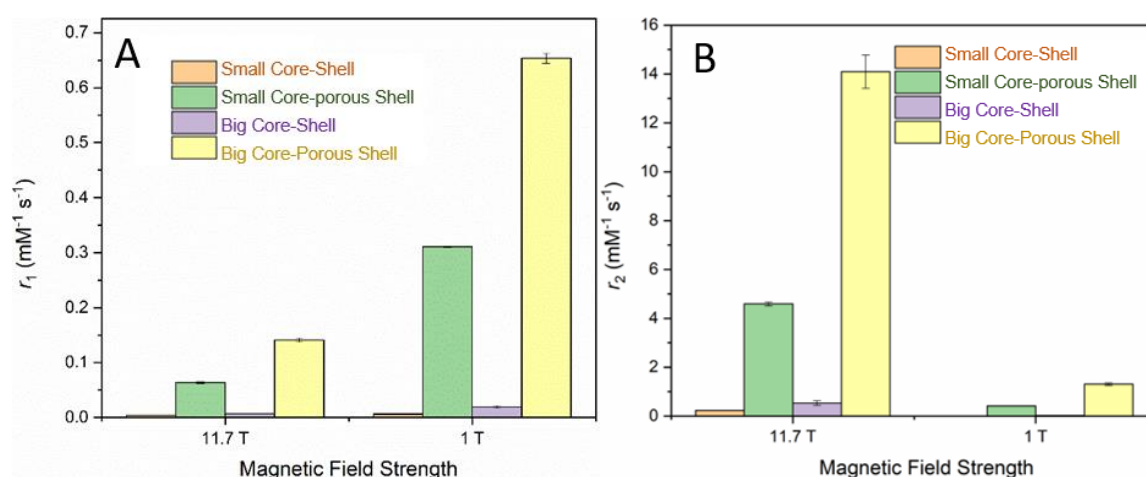 A
Small Core-Shell
Small Core-porous Shell
Big Core-Shell
Big Core-Porous Shell
0.7
0.6
0.5
0.4
0.3
0.2
0.1
0.0
r₁ (mM⁻¹ s⁻¹)
11.7 T
1 T
Magnetic Field Strength
B
Small Core-Shell
Small Core-porous Shell
Big Core-Shell
Big Core-Porous Shell
16
14
12
10
8
6
4
2
0
r₂ (mM⁻¹ s⁻¹)
11.7 T
1 T
Magnetic Field Strength